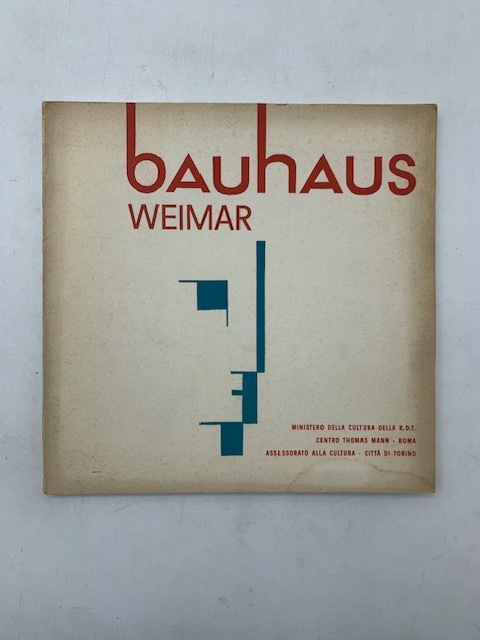 bAuhAUS
WEIMAR
MINISTERO DELLA CULTURA DELLA R.D.T.
CENTRO THOMAS MANN - ROMA
ASSESSORATO ALLA CULTURA - CITTÀ DI TORINO